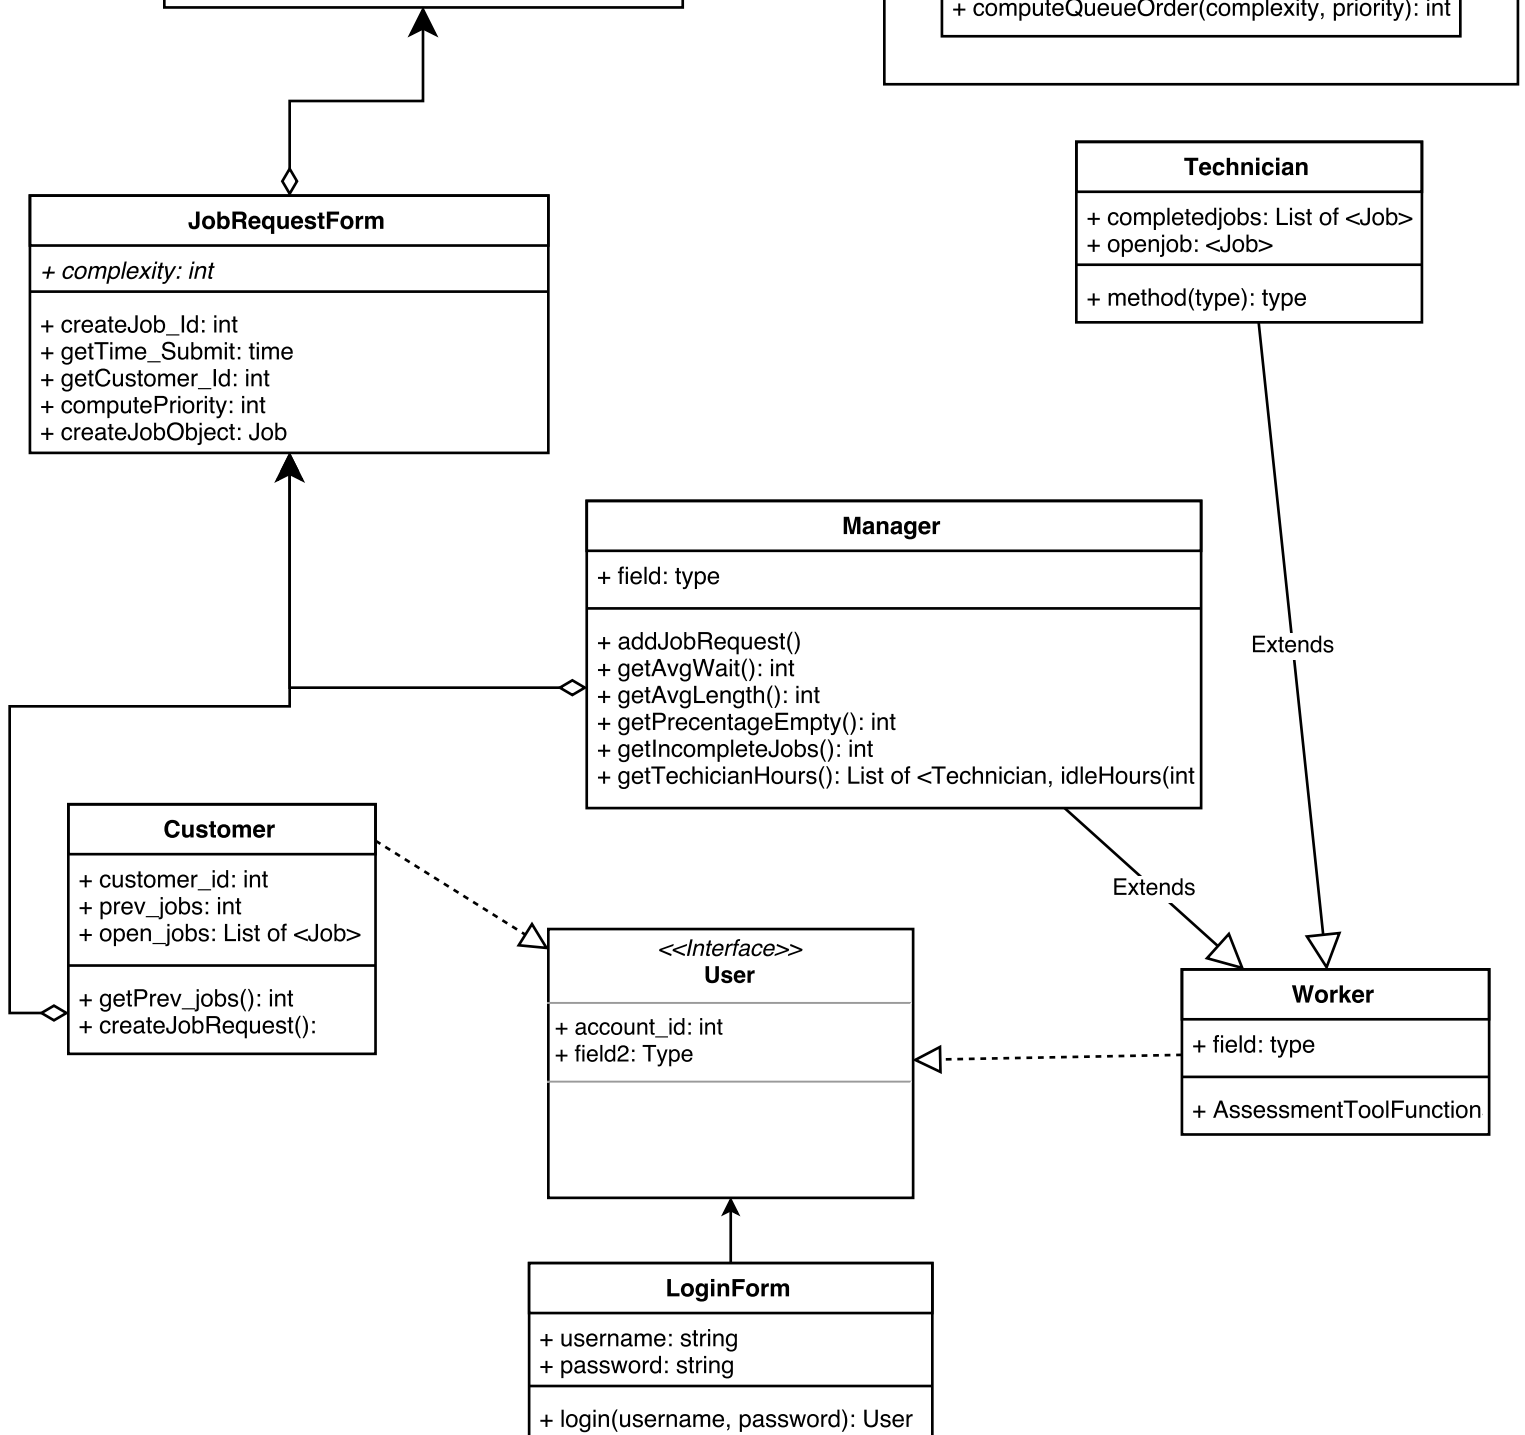 + computeQueueOrder(complexity, priority): int
Technician
+ completedjobs: List of <Job>
+ openjob: <Job>
+ method(type): type
JobRequestForm
+ complexity: int
+ createJob_Id: int
+ getTime_Submit: time
+ getCustomer_Id: int
+ computePriority: int
+ createJobObject: Job
Manager
+ field: type
+ addJobRequest()
+ getAvgWait(): int
+ getAvgLength(): int
+ getPrecentageEmpty(): int
+ getIncompleteJobs(): int
+ getTechicianHours(): List of <Technician, idleHours(int
Extends
Extends
Customer
+ customer_id: int
+ prev_jobs: int
+ open_jobs: List of <Job>
+ getPrev_jobs(): int
+ createJobRequest():
<<Interface>>
User
+ account_id: int
+ field2: Type
Worker
+ field: type
+ AssessmentToolFunction
LoginForm
+ username: string
+ password: string
+ login(username, password): User